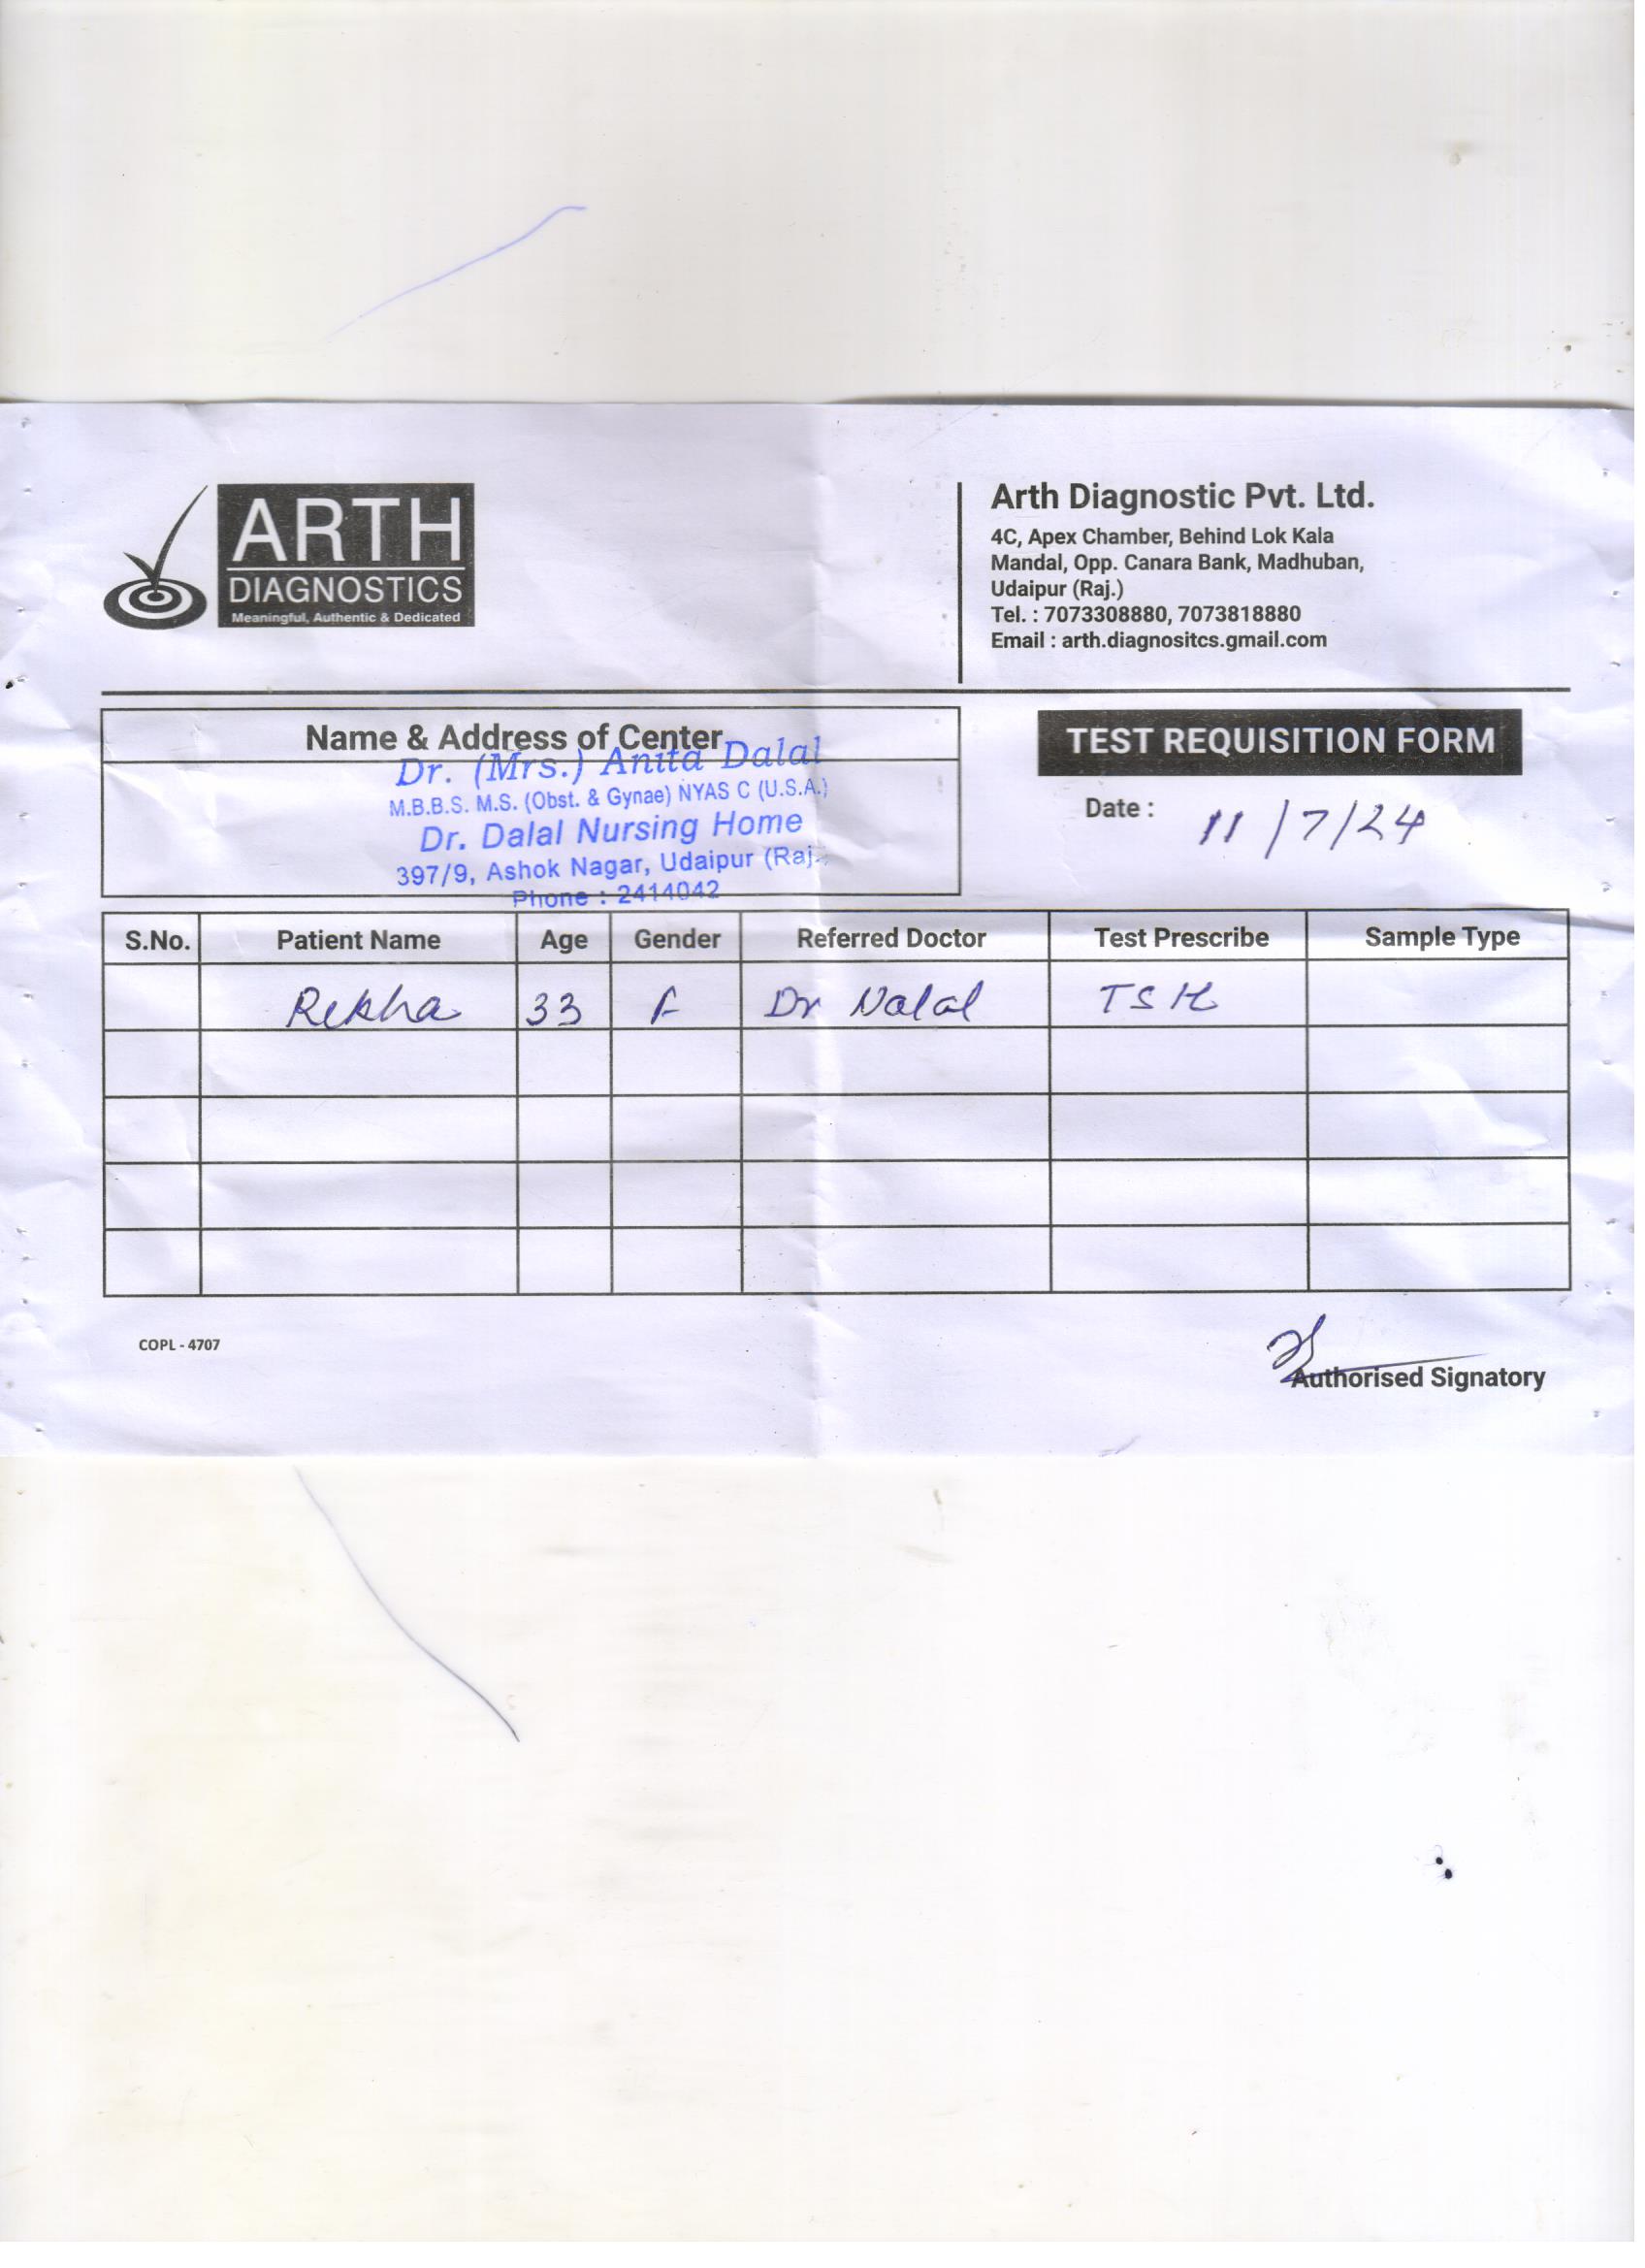 ARTH
DIAGNOSTICS
Meaningful, Authentic & Dedicated
Arth Diagnostic Pvt. Ltd.
4C, Apex Chamber, Behind Lok Kala
Mandal, Opp. Canara Bank, Madhuban,
Udaipur (Raj.)
Tel. : 7073308880, 7073818880
Email : arth.diagnositcs.gmail.com
Name & Address of Center
Dr. (Mrs.) Anita Dalal
M.B.B.S. M.S. (Obst. & Gynae) NYAS C (U.S.A.)
Dr. Dalal Nursing Home
397/9, Ashok Nagar, Udaipur (Raj.
Phone : 2414042
TEST REQUISITION FORM
Date : 11/7/24
S.No. Patient Name Age Gender Referred Doctor Test Prescribe Sample Type
Rekha 33 F Dr Dalal TSH
COPL - 4707
Authorised Signatory